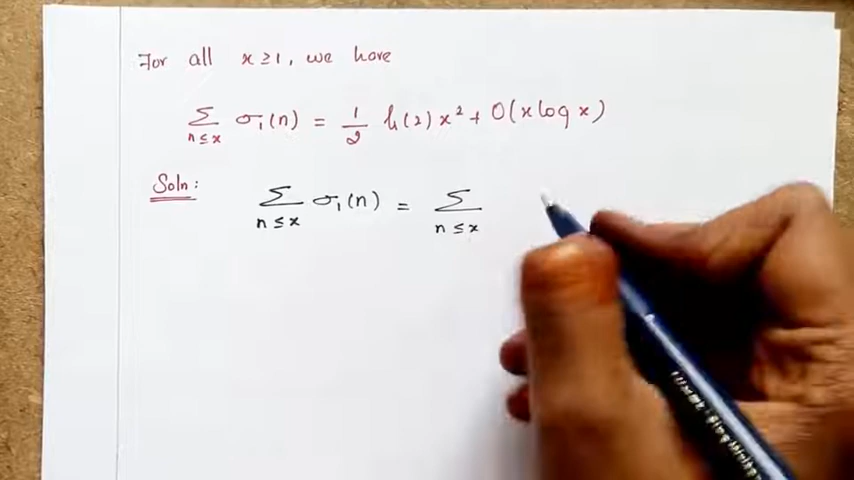 For all x ≥ 1, we have
∑ n≤x σ₁(n) = 1/2 ζ(2) x² + O(x log x)
Soln:
∑ n≤x σ₁(n) = ∑ n≤x